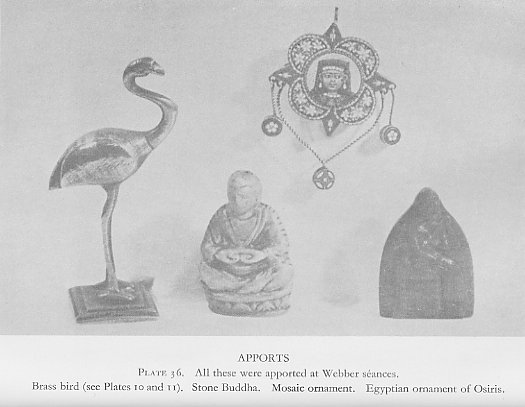 APPORTS
PLATE 36. All these were apported at Webber séances.
Brass bird (see Plates 10 and 11). Stone Buddha. Mosaic ornament. Egyptian ornament of Osiris.